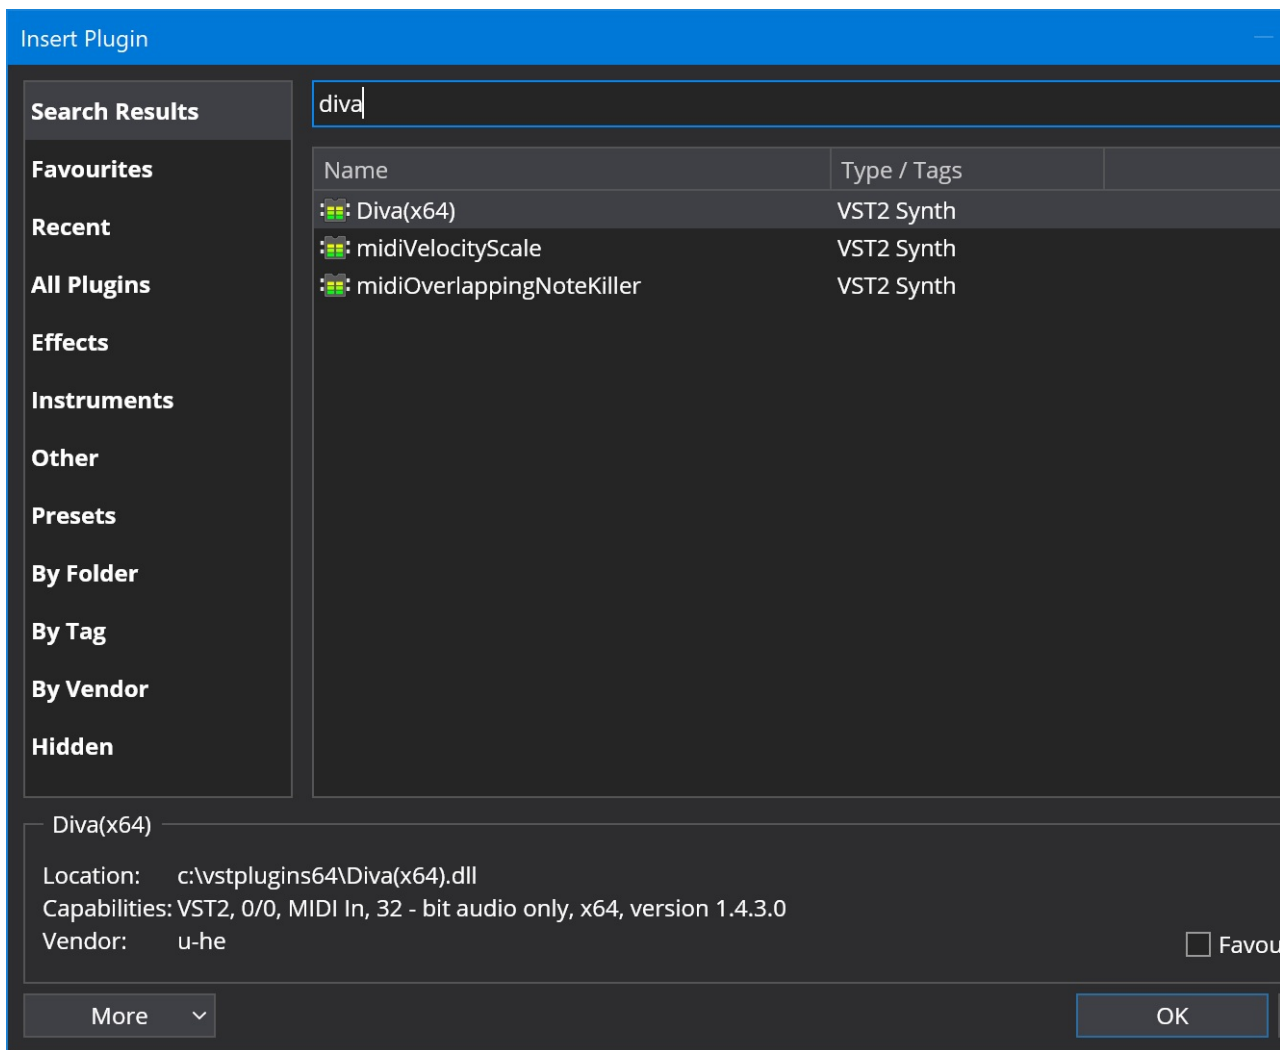 Insert Plugin
Search Results
Favourites
Recent
All Plugins
Effects
Instruments
Other
Presets
By Folder
By Tag
By Vendor
Hidden
diva
Name Type / Tags
Diva(x64) VST2 Synth
midiVelocityScale VST2 Synth
midiOverlappingNoteKiller VST2 Synth
Diva(x64)
Location: c:\vstplugins64\Diva(x64).dll
Capabilities: VST2, 0/0, MIDI In, 32 - bit audio only, x64, version 1.4.3.0
Vendor: u-he
Favou
More
OK